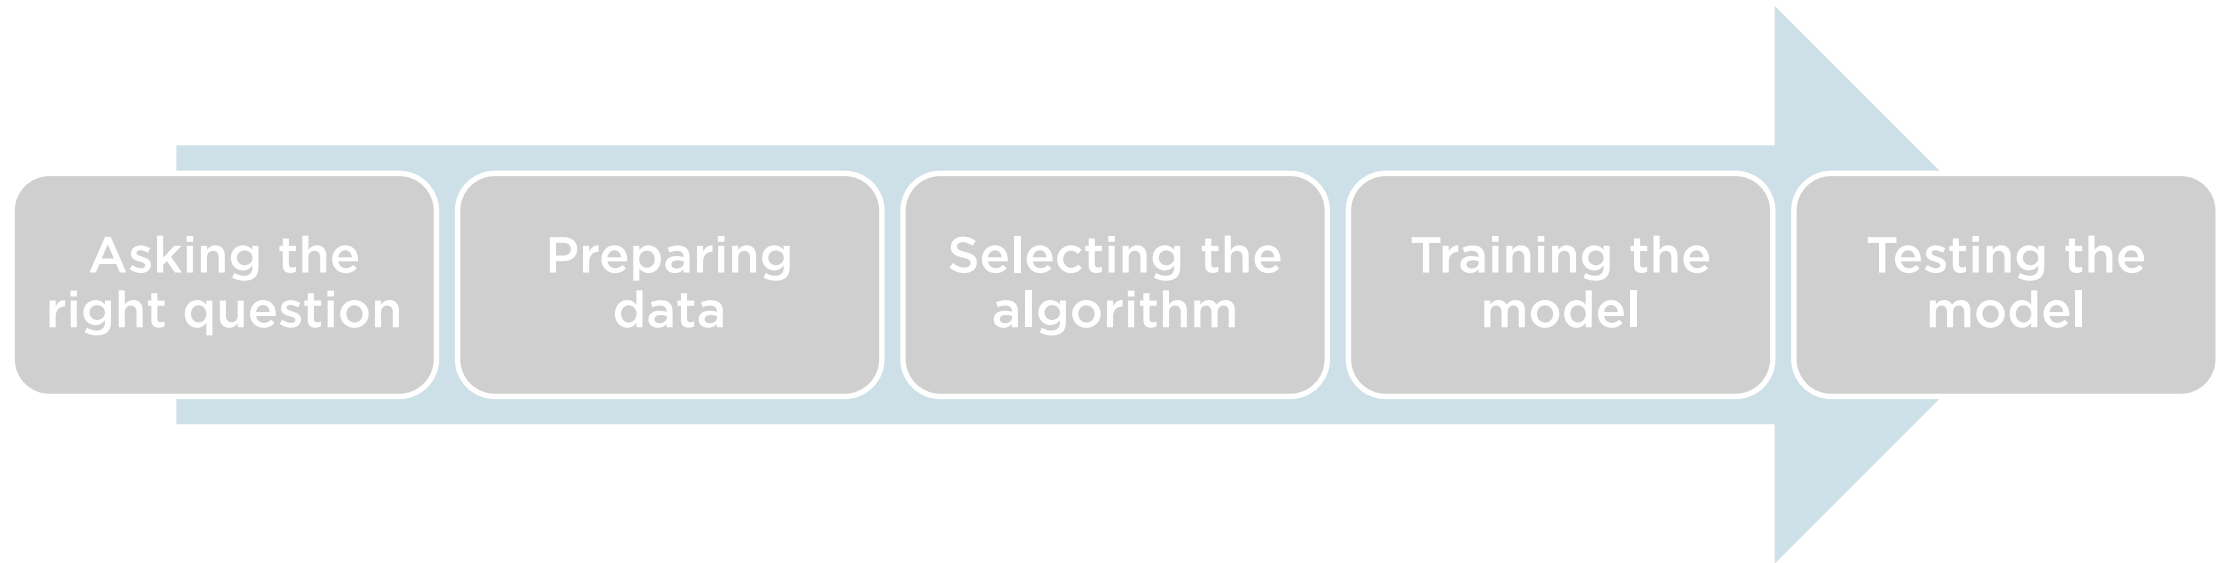 Asking the
right question
Preparing
data
Selecting the
algorithm
Training the
model
Testing the
model